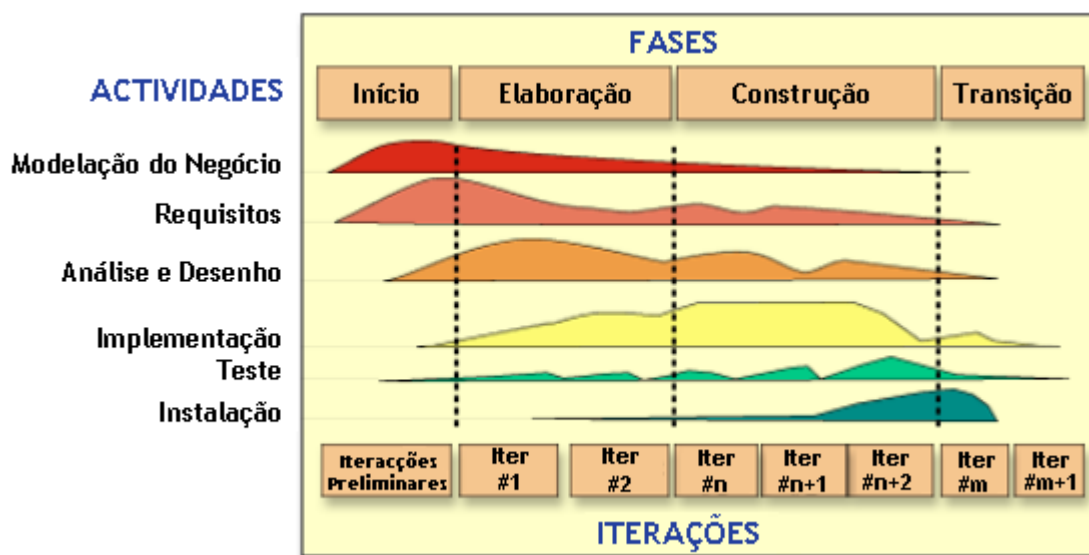 FASES
ACTIVIDADES
Início Elaboração Construção Transição
Modelação do Negócio
Requisitos
Análise e Desenho
Implementação
Teste
Instalação
Iteracções Preliminares
Iter #1
Iter #2
Iter #n
Iter #n+1
Iter #n+2
Iter #m
Iter #m+1
ITERAÇÕES